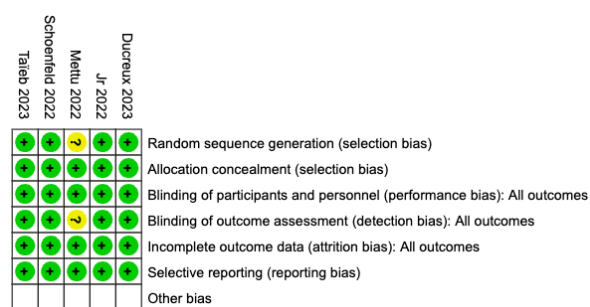 Taïeb 2023
Schoenfeld 2022
Mettu 2022
Jr 2022
Ducreux 2023
+ + ? + + Random sequence generation (selection bias)
+ + + + + Allocation concealment (selection bias)
+ + + + + Blinding of participants and personnel (performance bias): All outcomes
+ + ? + + Blinding of outcome assessment (detection bias): All outcomes
+ + + + + Incomplete outcome data (attrition bias): All outcomes
+ + + + + Selective reporting (reporting bias)
Other bias